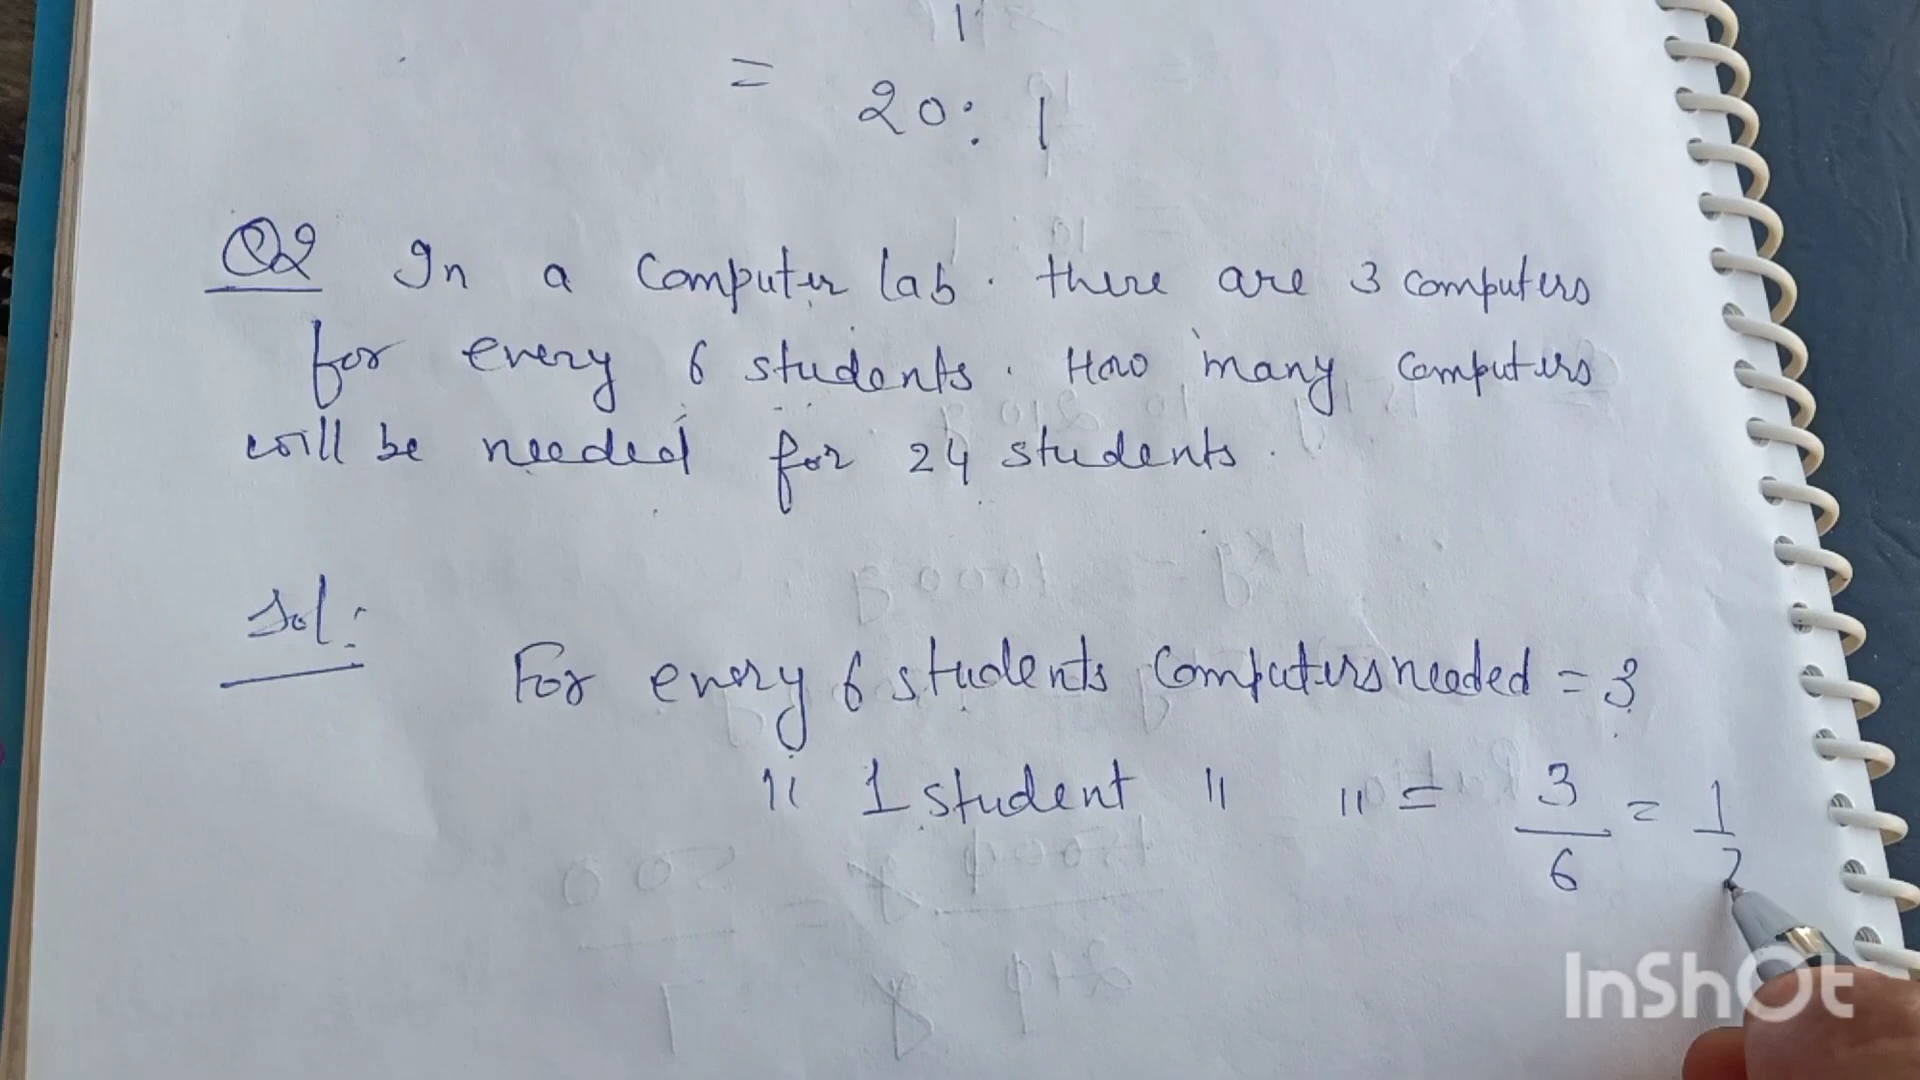 1
=
20 : 1
Q2 In a Computer lab. there are 3 computers
for every 6 students. How many computers
will be needed for 24 students.
Sol:
For every 6 students computers needed = 3
" 1 student " " = 3/6 = 1/2
InShOt